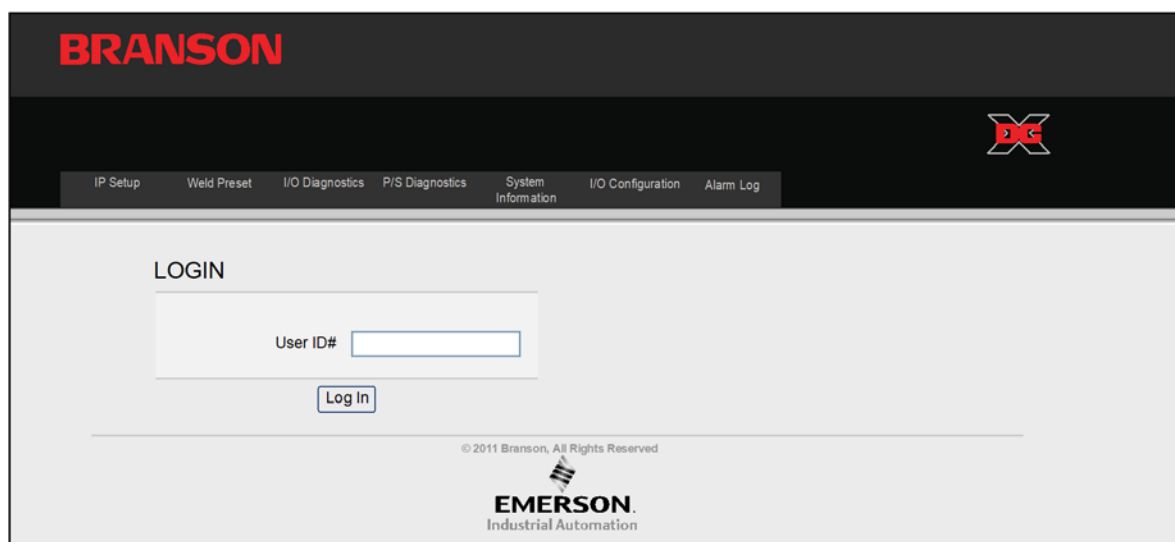 BRANSON
DGX
IP Setup
Weld Preset
I/O Diagnostics
P/S Diagnostics
System
Information
I/O Configuration
Alarm Log
LOGIN
User ID#
Log In
© 2011 Branson, All Rights Reserved
EMERSON.
Industrial Automation